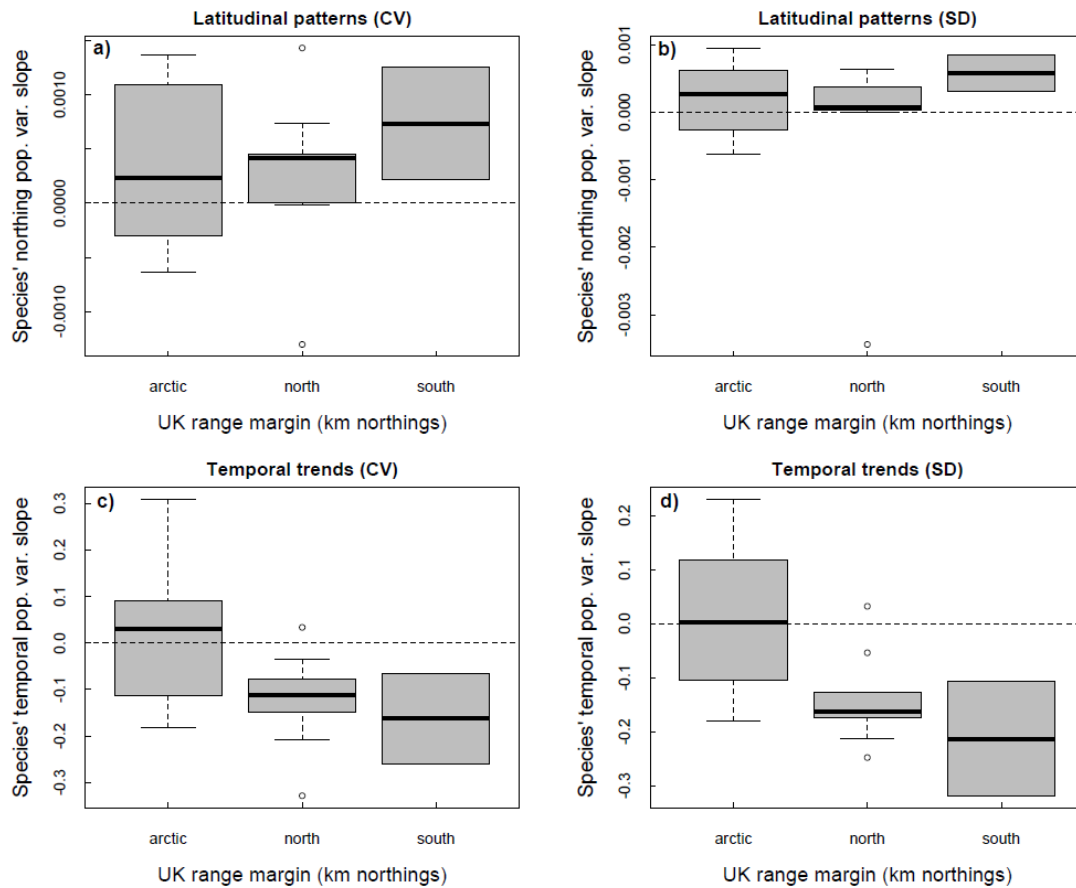 Latitudinal patterns (CV)
a)
Species' northing pop. var. slope
0.0010
0.0000
-0.0010
arctic
north
south
UK range margin (km northings)
Latitudinal patterns (SD)
b)
Species' northing pop. var. slope
0.001
0.000
-0.001
-0.002
-0.003
arctic
north
south
UK range margin (km northings)
Temporal trends (CV)
c)
Species' temporal pop. var. slope
0.3
0.2
0.1
0.0
-0.1
-0.2
-0.3
arctic
north
south
UK range margin (km northings)
Temporal trends (SD)
d)
Species' temporal pop. var. slope
0.2
0.1
0.0
-0.1
-0.2
-0.3
arctic
north
south
UK range margin (km northings)